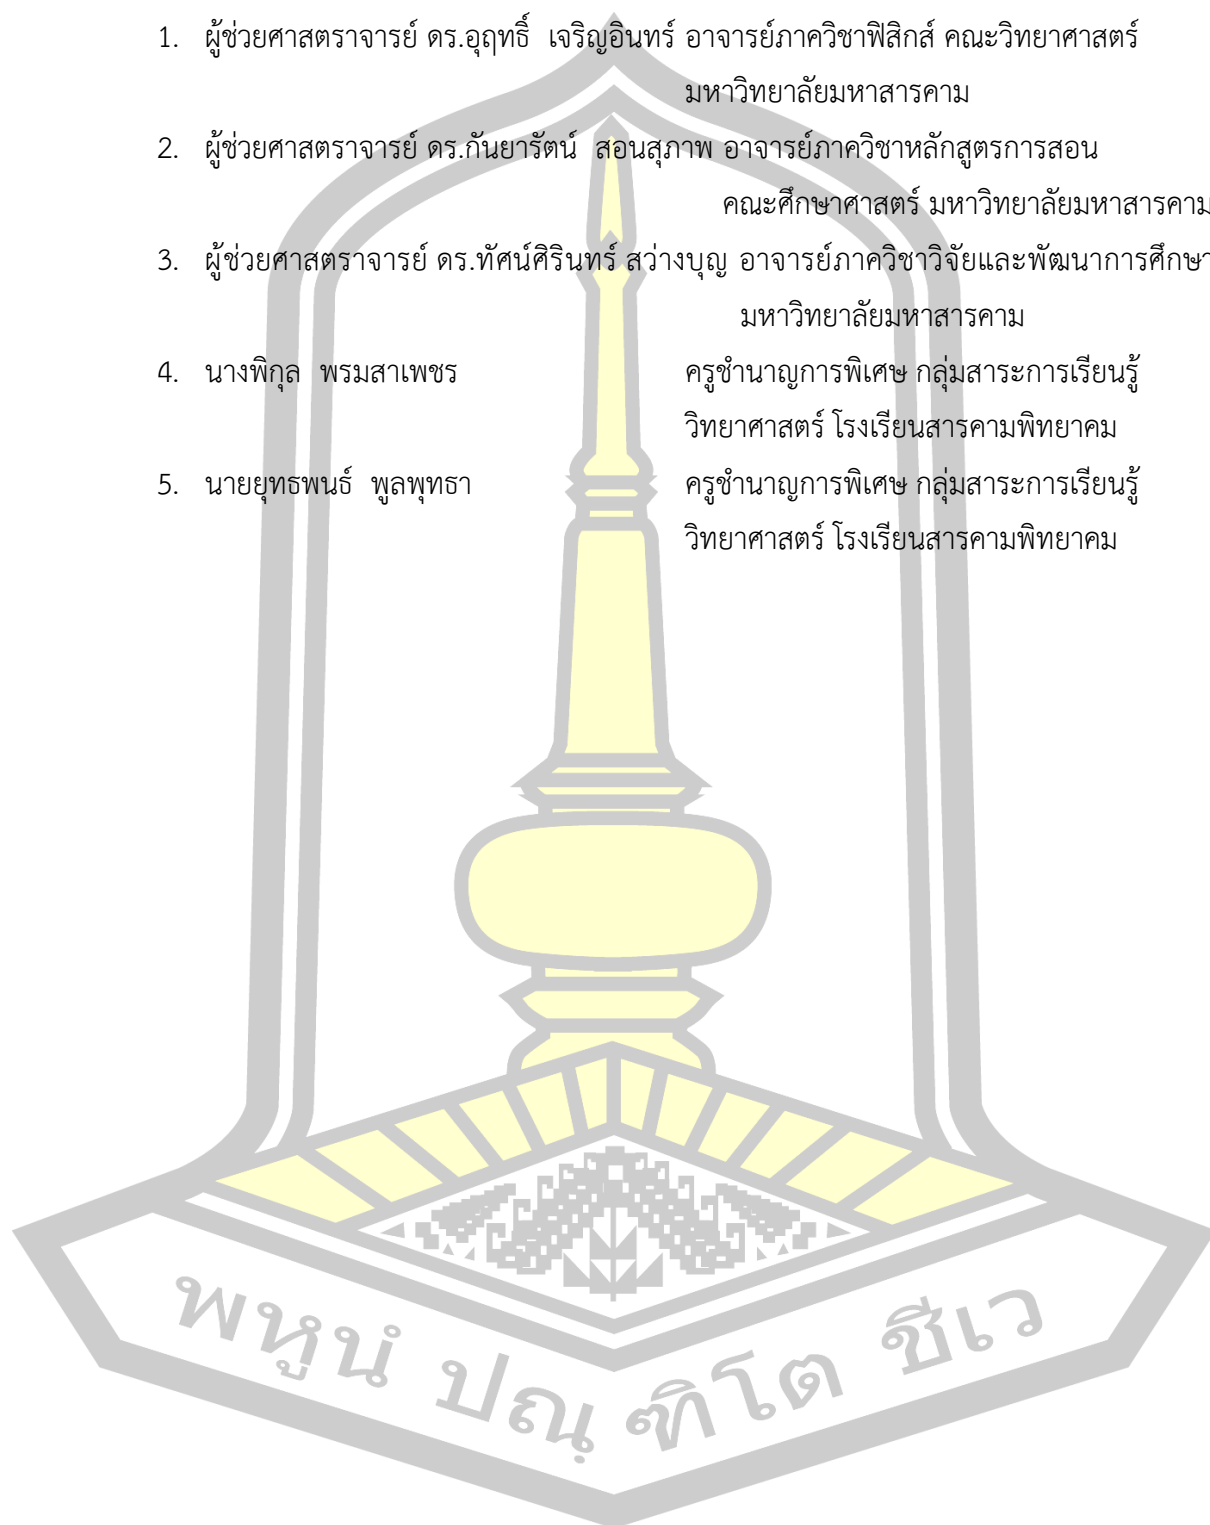 1. ผู้ช่วยศาสตราจารย์ ดร.อุฤทธิ์ เจริญอินทร์ อาจารย์ภาควิชาฟิสิกส์ คณะวิทยาศาสตร์
มหาวิทยาลัยมหาสารคาม
2. ผู้ช่วยศาสตราจารย์ ดร.กันยารัตน์ สอนสุภาพ อาจารย์ภาควิชาหลักสูตรการสอน
คณะศึกษาศาสตร์ มหาวิทยาลัยมหาสารคาม
3. ผู้ช่วยศาสตราจารย์ ดร.ทัศน์ศิรินทร์ สว่างบุญ อาจารย์ภาควิชาวิจัยและพัฒนาการศึกษา
มหาวิทยาลัยมหาสารคาม
4. นางพิกุล พรมสาเพชร ครูชำนาญการพิเศษ กลุ่มสาระการเรียนรู้
วิทยาศาสตร์ โรงเรียนสารคามพิทยาคม
5. นายยุทธพนธ์ พูลพุทธา ครูชำนาญการพิเศษ กลุ่มสาระการเรียนรู้
วิทยาศาสตร์ โรงเรียนสารคามพิทยาคม
พหูนํ ปณฺฑิโต ชีเว